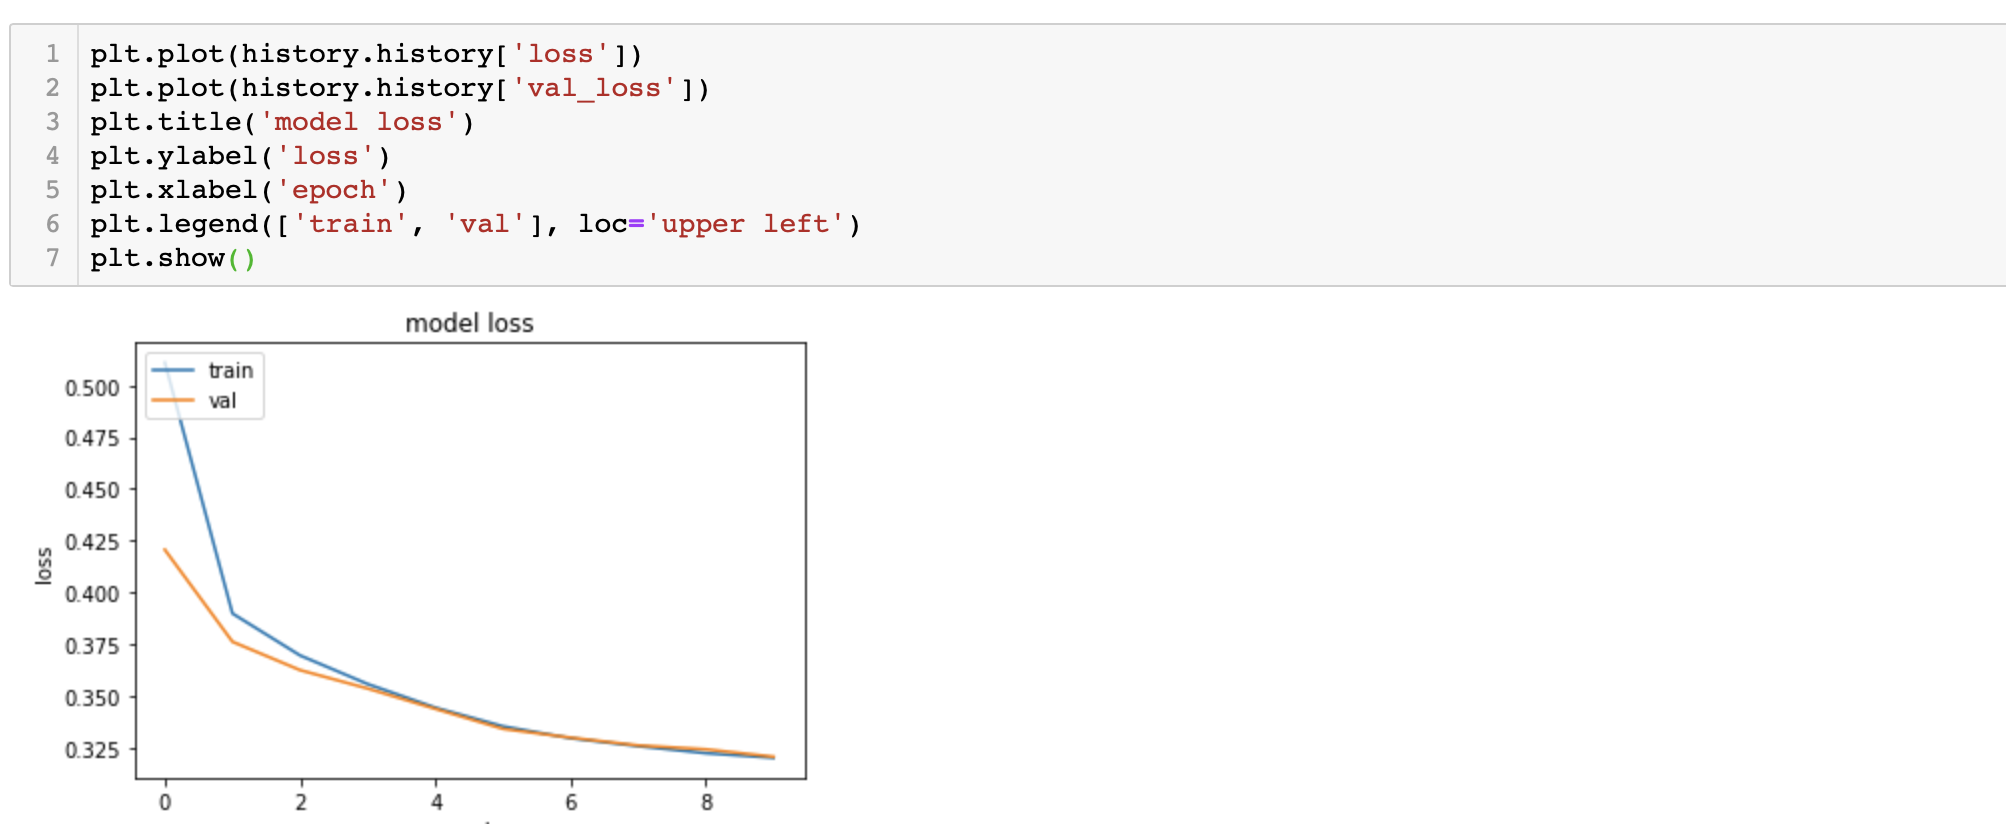 1 plt.plot(history.history['loss'])
2 plt.plot(history.history['val_loss'])
3 plt.title('model loss')
4 plt.ylabel('loss')
5 plt.xlabel('epoch')
6 plt.legend(['train', 'val'], loc='upper left')
7 plt.show()
model loss
train
val
0.500
0.475
0.450
0.425
0.400
0.375
0.350
0.325
loss
0 2 4 6 8